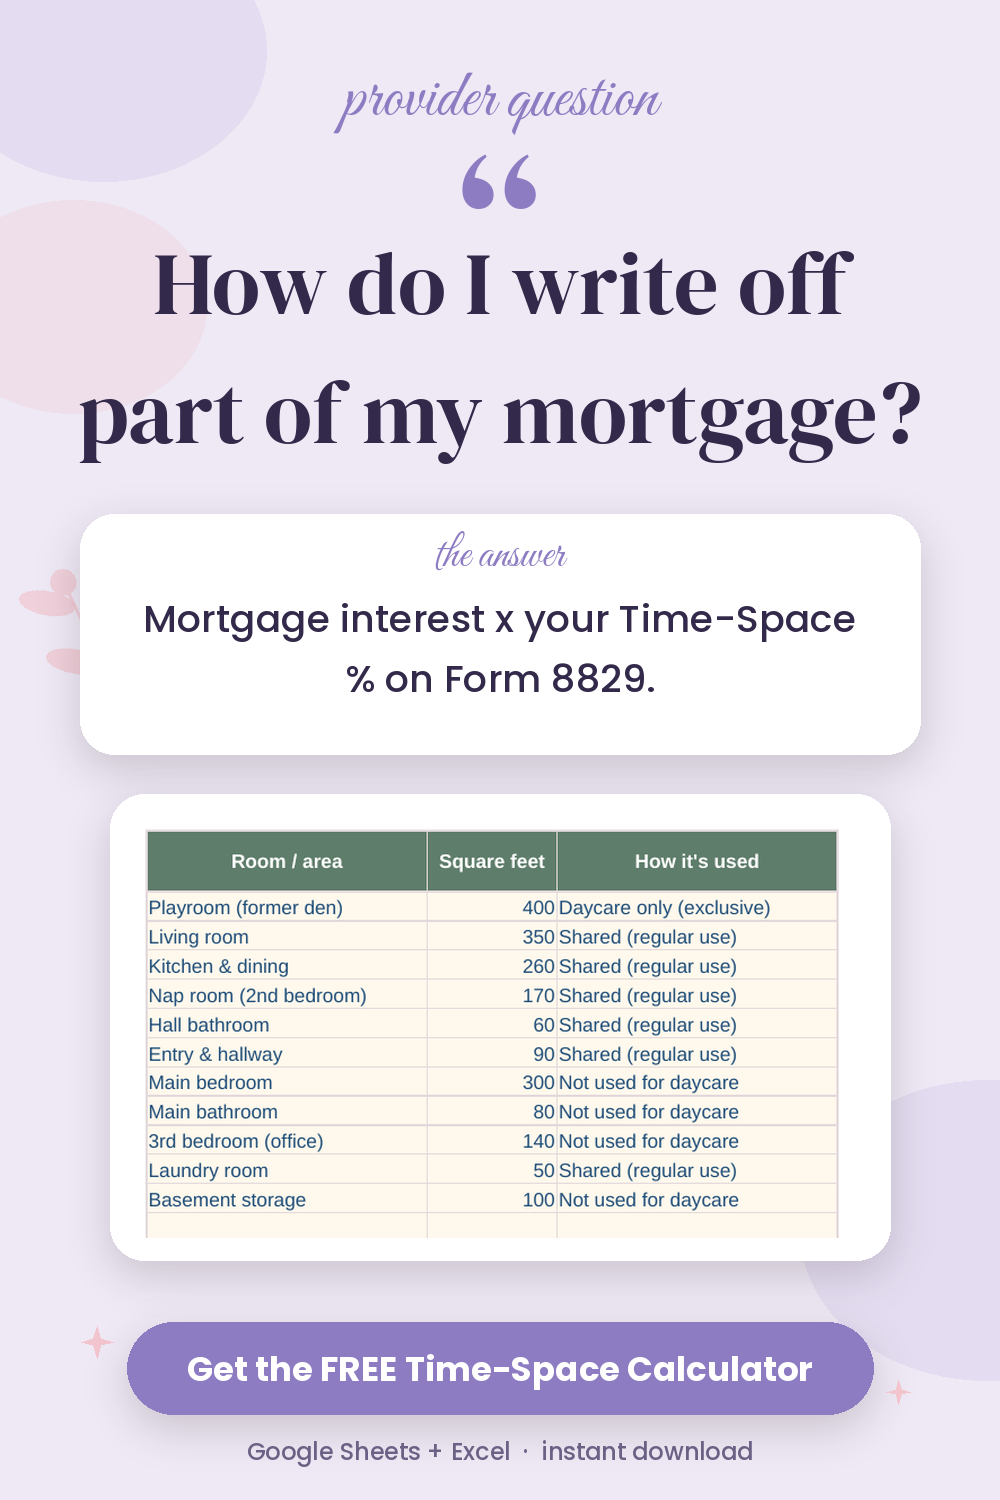 provider question
“
How do I write off
part of my mortgage?
the answer
Mortgage interest x your Time-Space
% on Form 8829.
Room / area Square feet How it's used
Playroom (former den) 400 Daycare only (exclusive)
Living room 350 Shared (regular use)
Kitchen & dining 260 Shared (regular use)
Nap room (2nd bedroom) 170 Shared (regular use)
Hall bathroom 60 Shared (regular use)
Entry & hallway 90 Shared (regular use)
Main bedroom 300 Not used for daycare
Main bathroom 80 Not used for daycare
3rd bedroom (office) 140 Not used for daycare
Laundry room 50 Shared (regular use)
Basement storage 100 Not used for daycare
Get the FREE Time-Space Calculator
Google Sheets + Excel · instant download